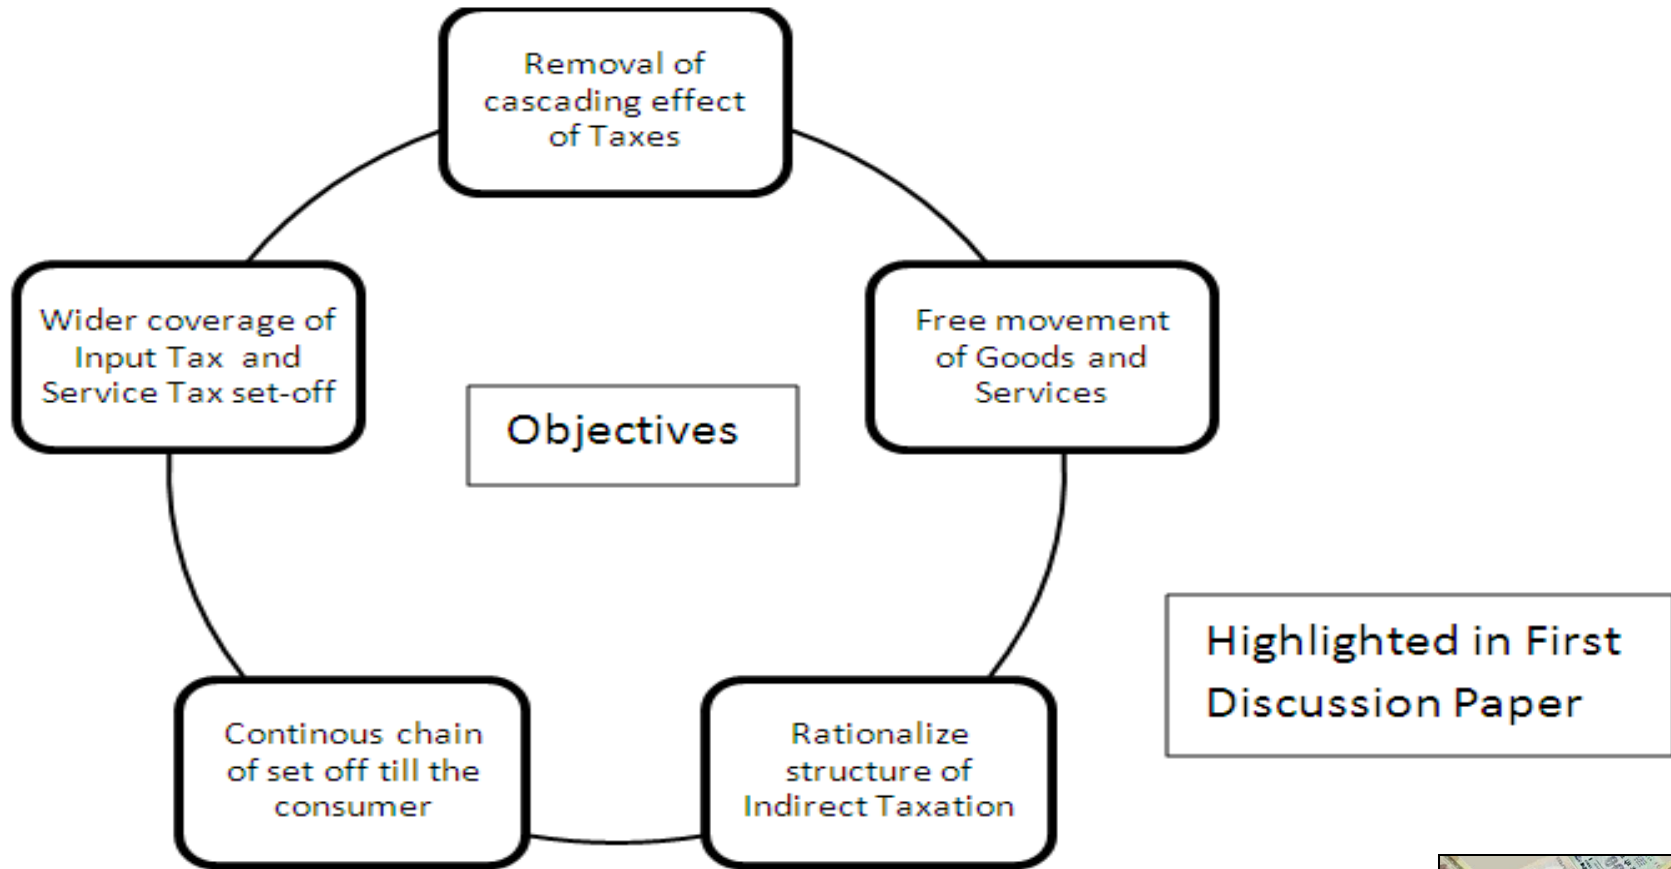 Removal of
cascading effect
of Taxes
Wider coverage of
Input Tax and
Service Tax set-off
Free movement
of Goods and
Services
Objectives
Highlighted in First
Discussion Paper
Continous chain
of set off till the
consumer
Rationalize
structure of
Indirect Taxation